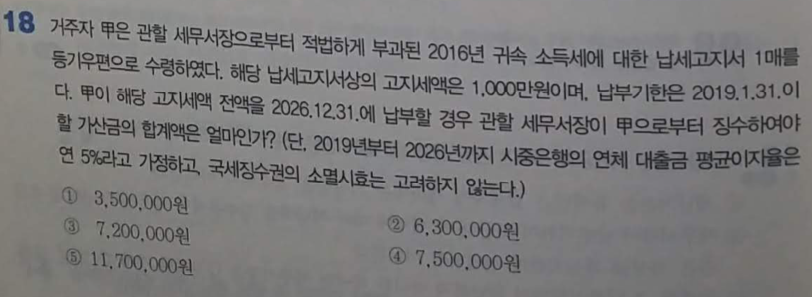 18 거주자 甲은 관할 세무서장으로부터 적법하게 부과된 2016년 귀속 소득세에 대한 납세고지서 1매를
등기우편으로 수령하였다. 해당 납세고지서상의 고지세액은 1,000만원이며, 납부기한은 2019.1.31.이
다. 甲이 해당 고지세액 전액을 2026.12.31.에 납부할 경우 관할 세무서장이 甲으로부터 징수하여야
할 가산금의 합계액은 얼마인가? (단, 2019년부터 2026년까지 시중은행의 연체 대출금 평균이자율은
연 5%라고 가정하고, 국세징수권의 소멸시효는 고려하지 않는다.)
① 3,500,000원
② 6,300,000원
③ 7,200,000원
④ 7,500,000원
⑤ 11,700,000원